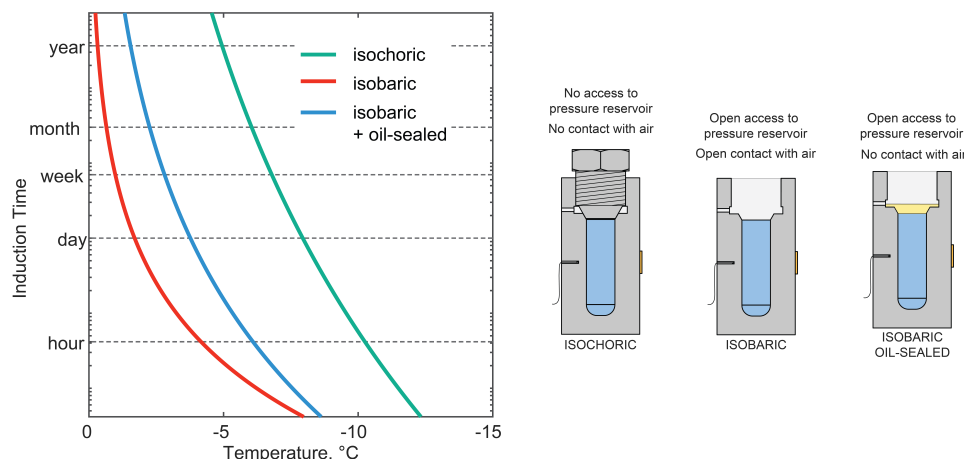 year
month
week
day
hour
Induction Time
0
-5
-10
-15
Temperature, °C
isochoric
isobaric
isobaric
+ oil-sealed
No access to
pressure reservoir
No contact with air
ISOCHORIC
Open access to
pressure reservoir
Open contact with air
ISOBARIC
Open access to
pressure reservoir
No contact with air
ISOBARIC
OIL-SEALED